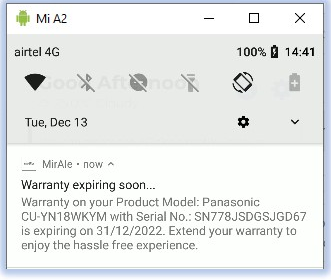 Mi A2
airtel 4G 100% 14:41
Tue, Dec 13
MirAle • now
Warranty expiring soon...
Warranty on your Product Model: Panasonic
CU-YN18WKYM with Serial No.: SN778JSDGSJGD67
is expiring on 31/12/2022. Extend your warranty to
enjoy the hassle free experience.